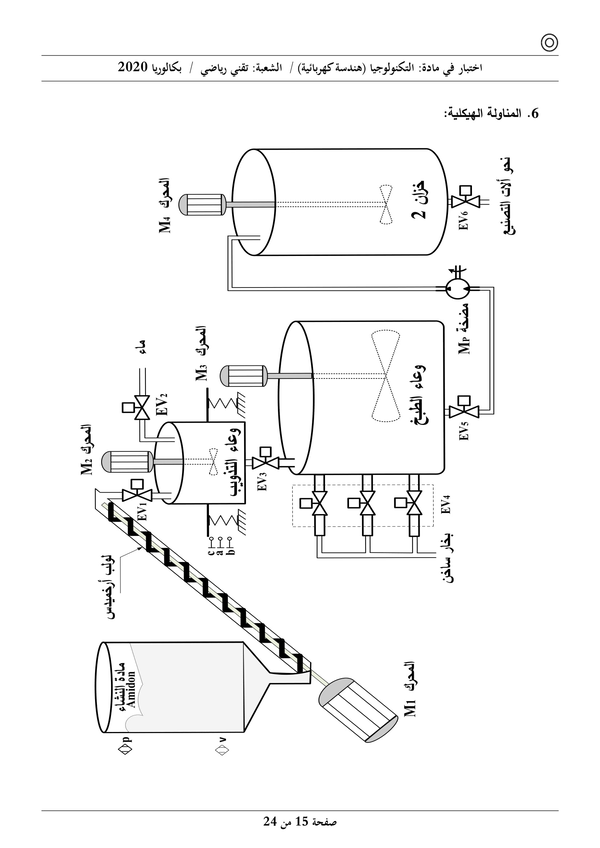 اختبار في مادة: التكنولوجيا (هندسة كهربائية) / الشعبة: تقني رياضي / بكالوريا 2020
6. المناولة الهيكلية:
المحرك M4
خزان 2
نحو آلات التصنيع
EV6
مضخة MP
المحرك M3
وعاء الطبخ
EV5
ماء
EV2
المحرك M2
وعاء التذويب
EV3
EV1
c
a
b
EV4
بخار ساخن
لولب أرخميدس
مادة النشاء
Amidon
p
v
المحرك M1
صفحة 15 من 24